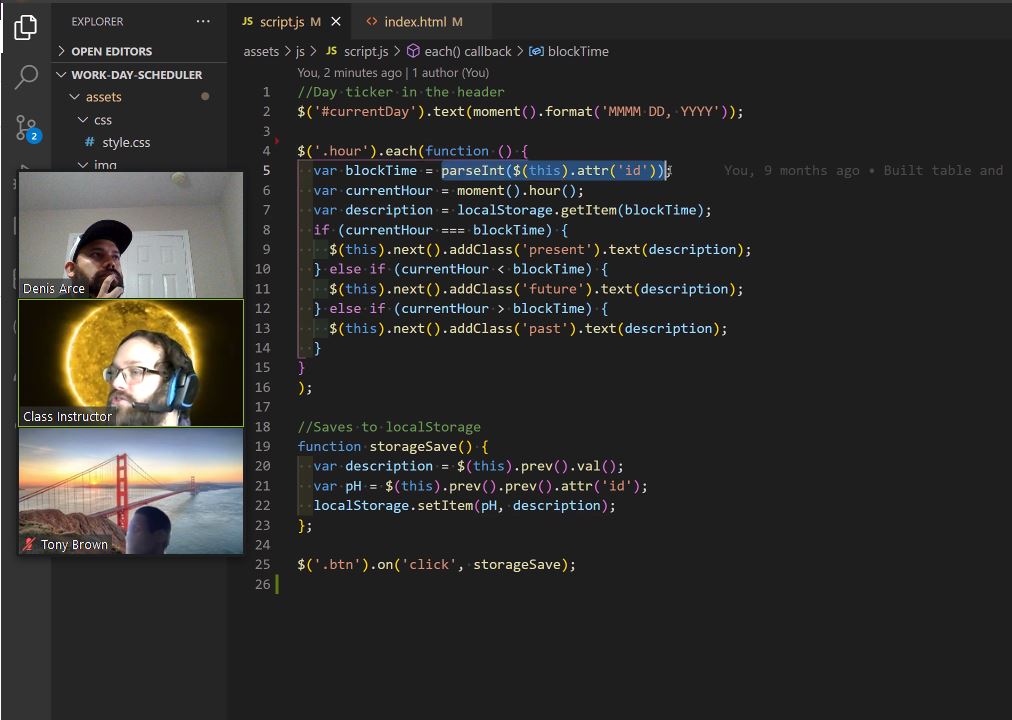 EXPLORER
···
JS script.js M ×
<> index.html M
OPEN EDITORS
WORK-DAY-SCHEDULER
assets
css
# style.css
img
2
Denis Arce
Class Instructor
Tony Brown
assets > js > JS script.js > each() callback > blockTime
You, 2 minutes ago | 1 author (You)
1 //Day ticker in the header
2 $('#currentDay').text(moment().format('MMMM DD, YYYY'));
3
4 $('.hour').each(function () {
5 var blockTime = parseInt($(this).attr('id')); You, 9 months ago • Built table and
6 var currentHour = moment().hour();
7 var description = localStorage.getItem(blockTime);
8 if (currentHour === blockTime) {
9 $(this).next().addClass('present').text(description);
10 } else if (currentHour < blockTime) {
11 $(this).next().addClass('future').text(description);
12 } else if (currentHour > blockTime) {
13 $(this).next().addClass('past').text(description);
14 }
15 }
16 );
17
18 //Saves to localStorage
19 function storageSave() {
20 var description = $(this).prev().val();
21 var pH = $(this).prev().prev().attr('id');
22 localStorage.setItem(pH, description);
23 };
24
25 $('.btn').on('click', storageSave);
26